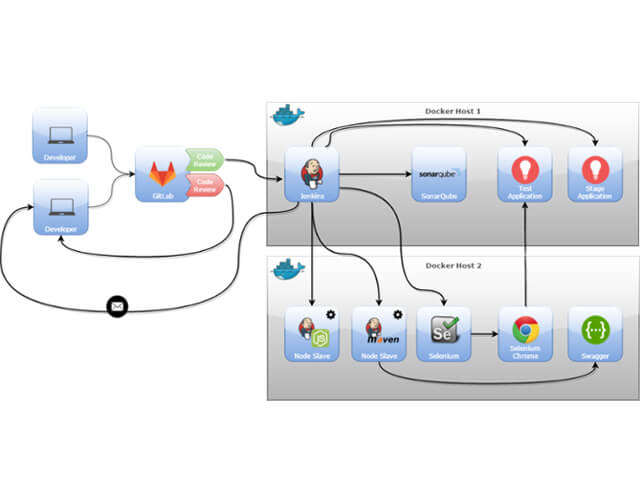 Docker Host 1
Developer
Code
Review
Code
Review
GitLab
Developer
Jenkins
sonarqube
SonarQube
Test
Application
Stage
Application
Docker Host 2
JS
Node Slave
maven
Node Slave
Se
Selenium
Selenium
Chrome
{···}
Swagger